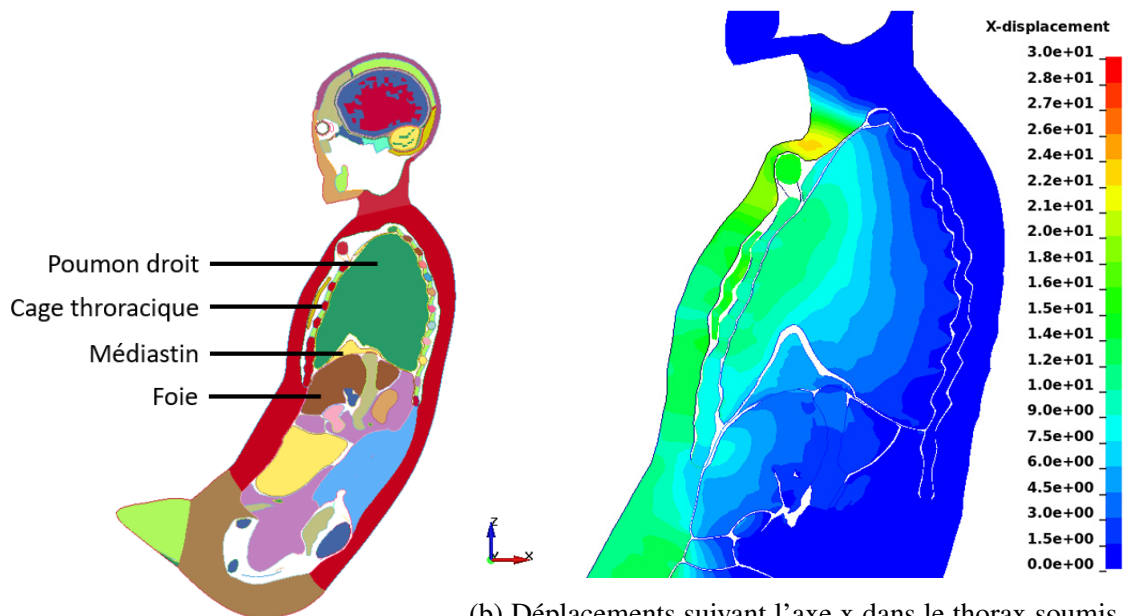 Poumon droit
Cage throracique
Médiastin
Foie
Z
Y
X
X-displacement
3.0e+01
2.8e+01
2.7e+01
2.6e+01
2.4e+01
2.2e+01
2.1e+01
2.0e+01
1.8e+01
1.6e+01
1.5e+01
1.4e+01
1.2e+01
1.0e+01
9.0e+00
7.5e+00
6.0e+00
4.5e+00
3.0e+00
1.5e+00
0.0e+00
(b) Déplacements suivant l'axe x dans le thorax soumis